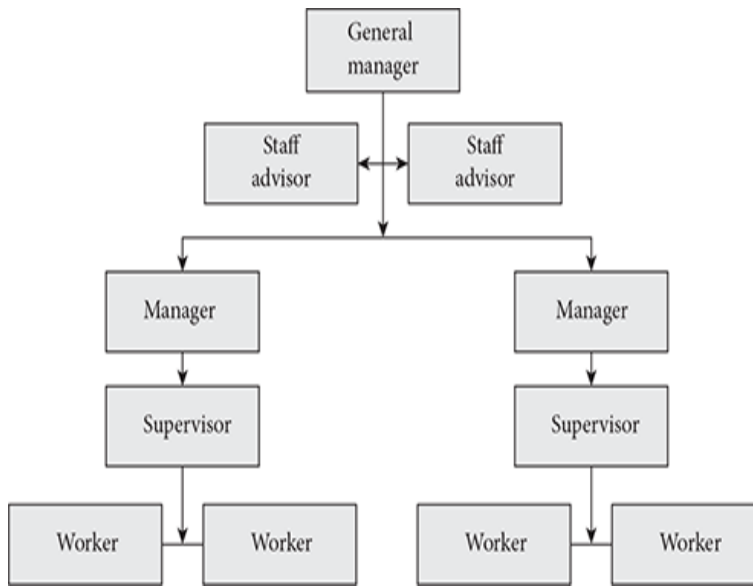 General
manager
Staff
advisor
Staff
advisor
Manager
Manager
Supervisor
Supervisor
Worker
Worker
Worker
Worker